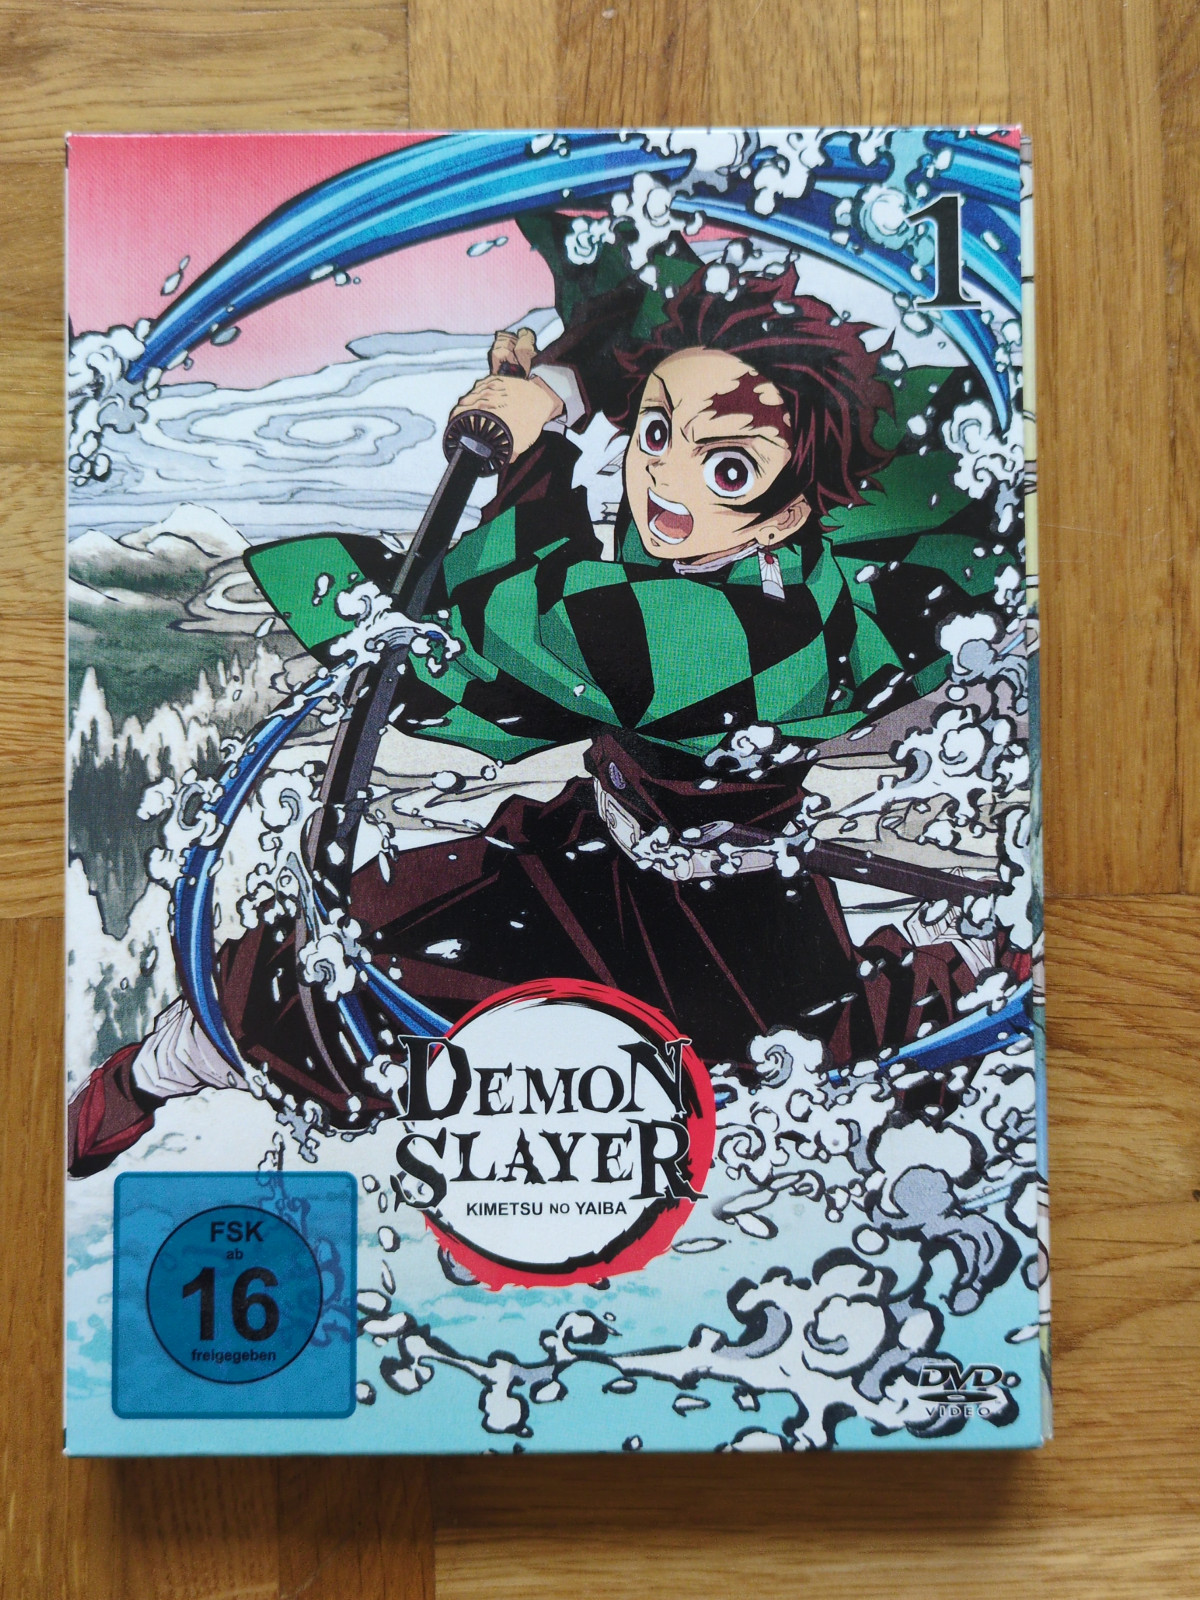 1
DEMON
SLAYER
KIMETSU NO YAIBA
FSK
ab
16
freigegeben
DVD
VIDEO